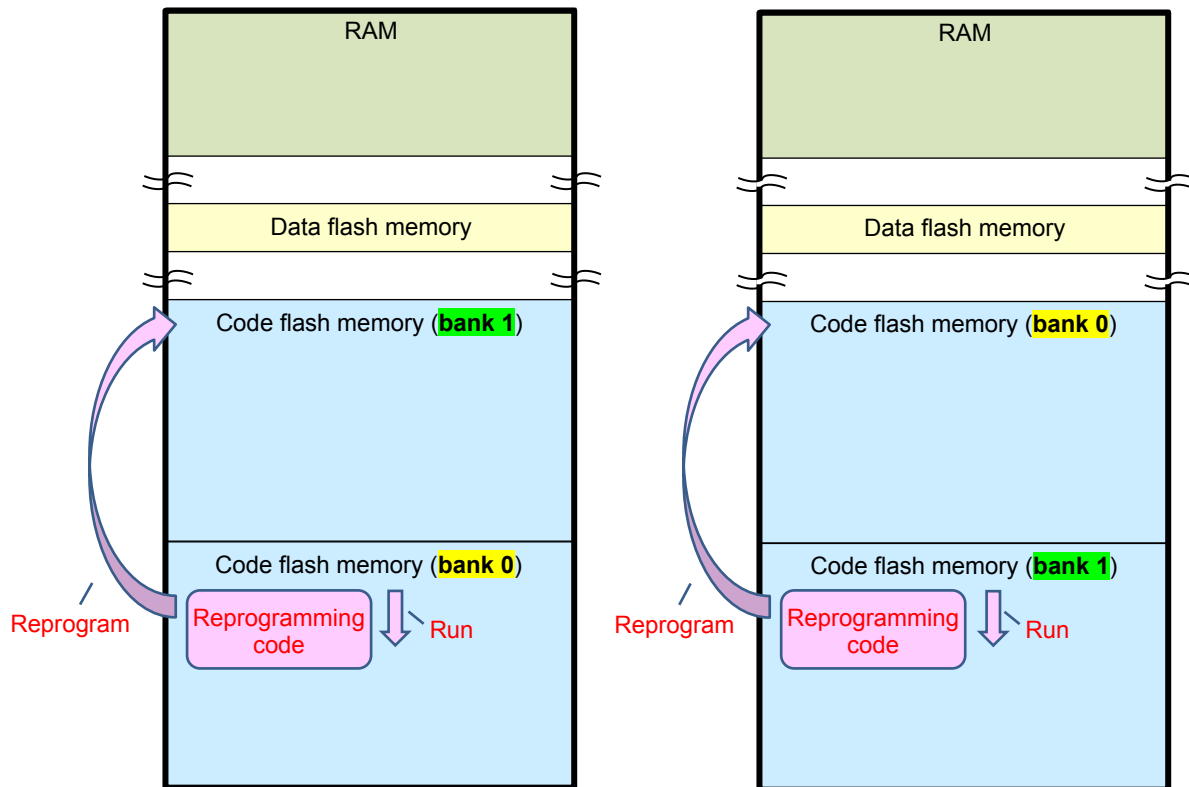 RAM
Data flash memory
Code flash memory (bank 1)
Code flash memory (bank 0)
Reprogramming
code
Run
Reprogram
RAM
Data flash memory
Code flash memory (bank 0)
Code flash memory (bank 1)
Reprogramming
code
Run
Reprogram